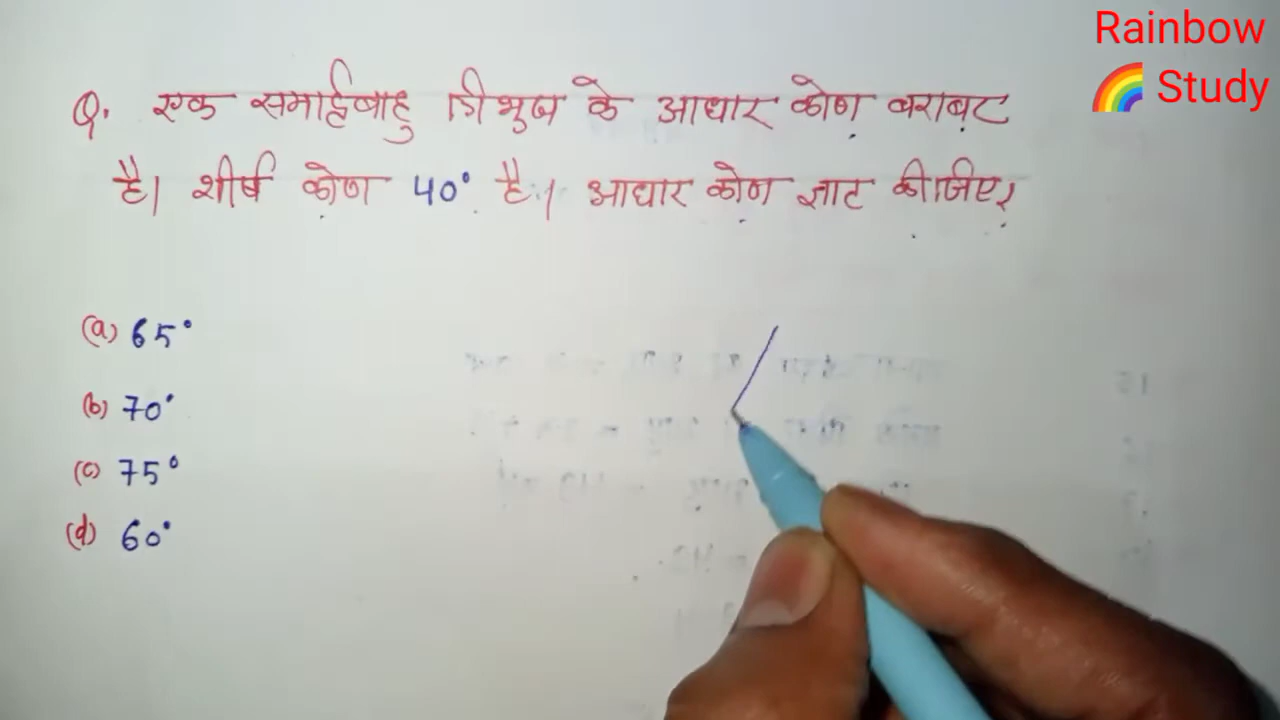 Rainbow
🌈 Study
Q. एक समद्विबाहु त्रिभुज के आधार कोण बराबर
है। शीर्ष कोण 40° है। आधार कोण ज्ञात कीजिए।
(a) 65°
(b) 70°
(c) 75°
(d) 60°